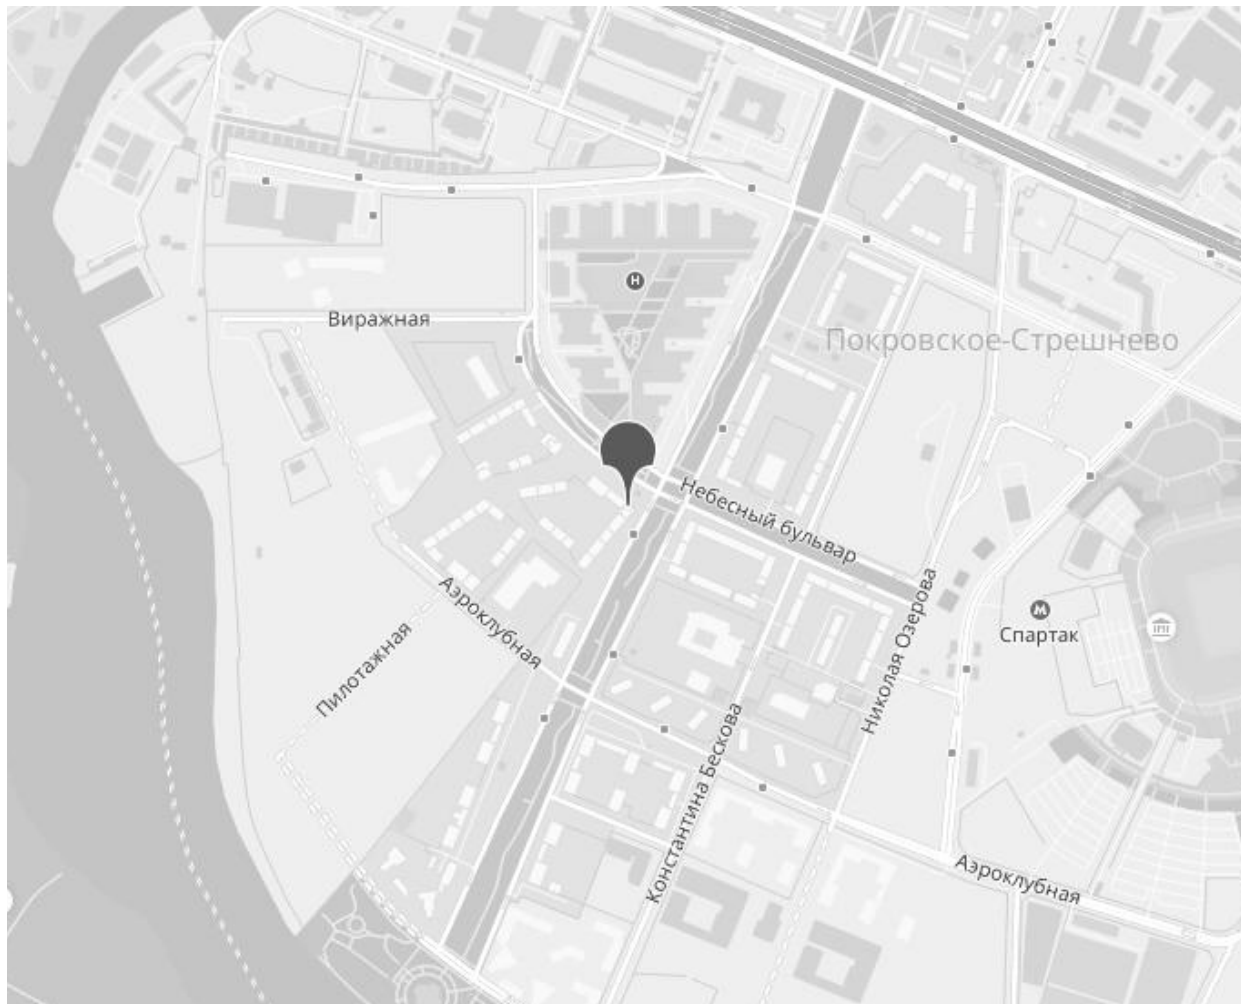 H
Виражная
Покровское-Стрешнево
Небесный бульвар
Аэроклубная
Пилотажная
Николая Озерова
М
Спартак
Константина Бескова
Аэроклубная